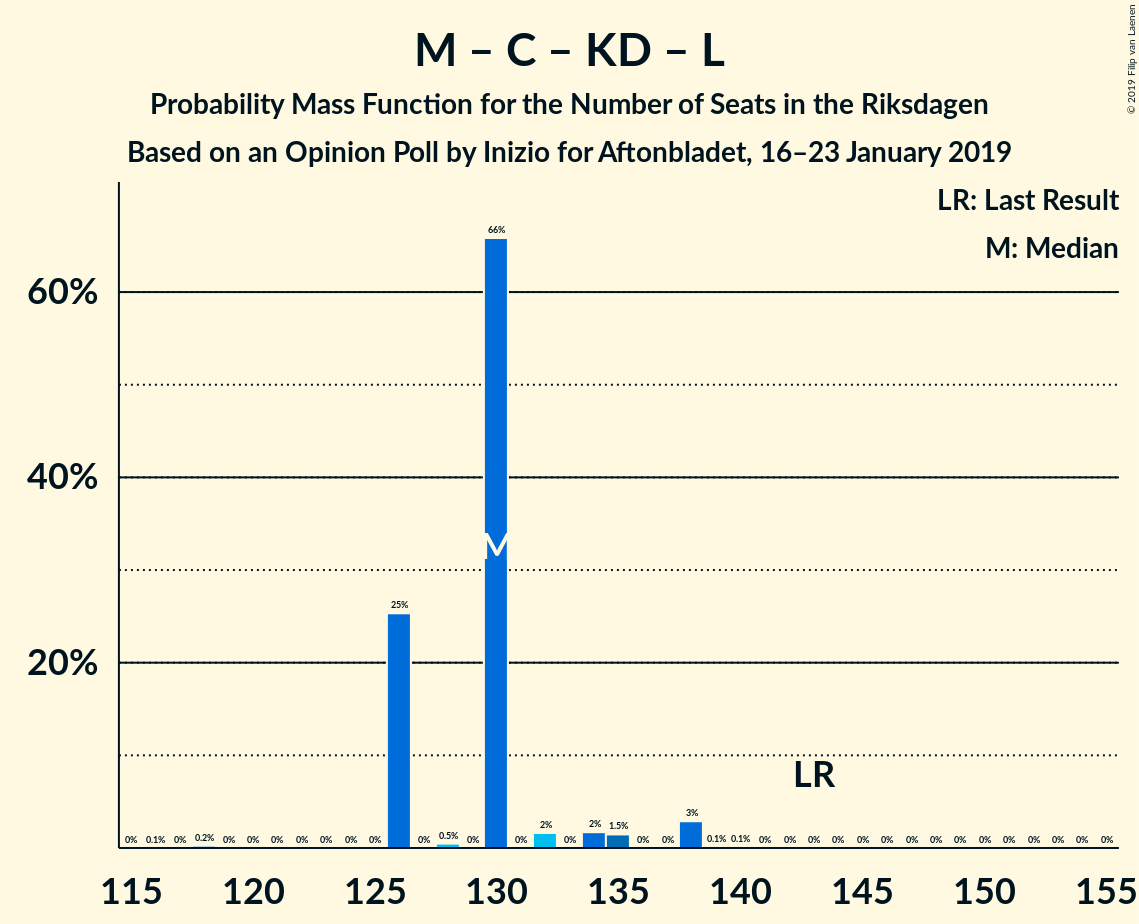 M – C – KD – L
Probability Mass Function for the Number of Seats in the Riksdagen
Based on an Opinion Poll by Inizio for Aftonbladet, 16–23 January 2019
© 2019 Filip van Laenen
LR: Last Result
M: Median
60%
40%
20%
66%
M
25%
LR
0% 0.1% 0% 0.2% 0% 0% 0% 0% 0% 0% 0% 0% 0.5% 0% 0% 2% 0% 2% 1.5% 0% 0% 3% 0.1% 0.1% 0% 0% 0% 0% 0% 0% 0% 0% 0% 0% 0% 0% 0% 0% 0%
115 120 125 130 135 140 145 150 155